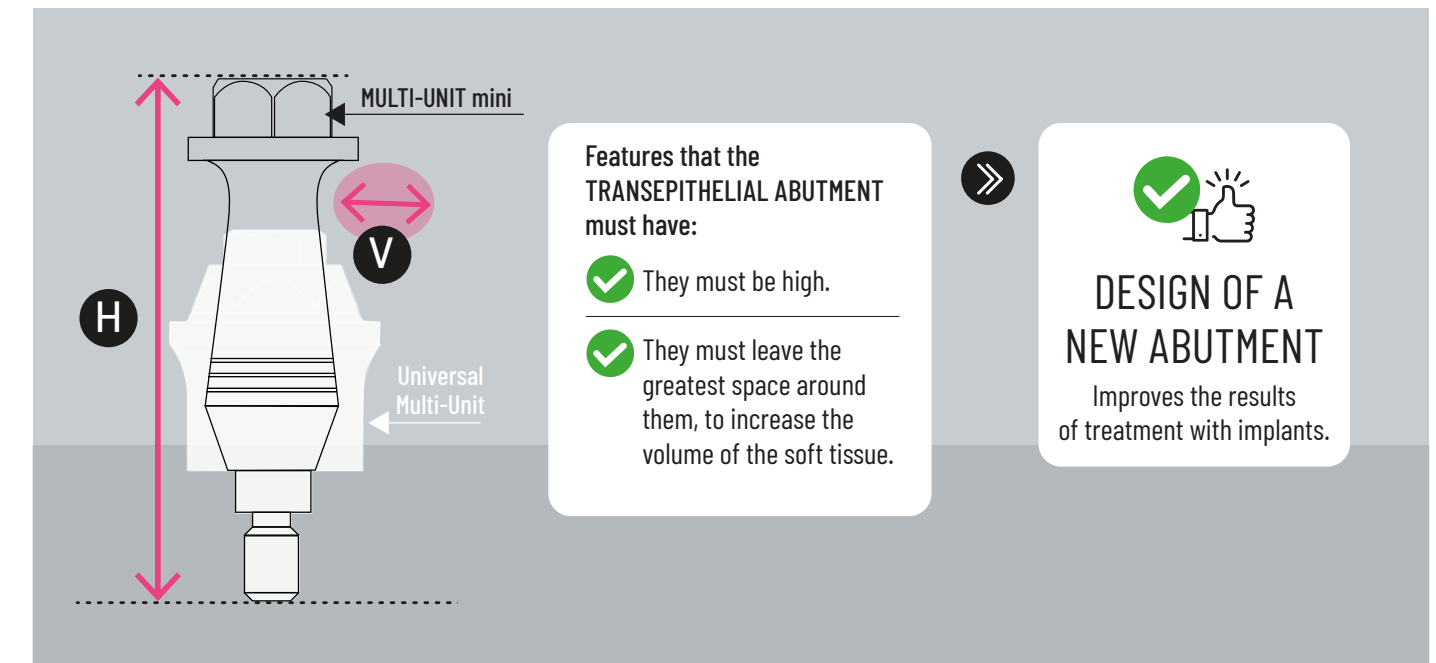 MULTI-UNIT mini
V
H
Universal
Multi-Unit
Features that the
TRANSEPITHELIAL ABUTMENT
must have:
They must be high.
They must leave the
greatest space around
them, to increase the
volume of the soft tissue.
DESIGN OF A
NEW ABUTMENT
Improves the results
of treatment with implants.